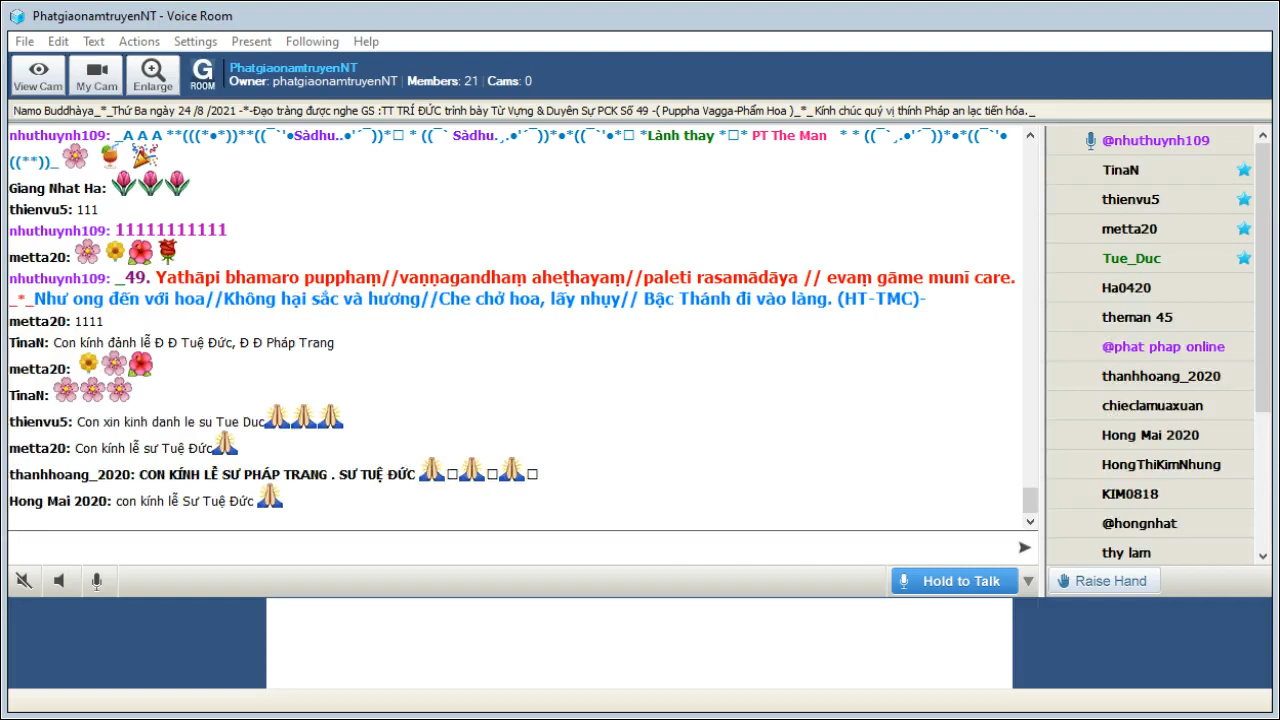 PhatgiaonamtruyenNT - Voice Room
File Edit Text Actions Settings Present Following Help
View Cam My Cam Enlarge G ROOM
PhatgiaonamtruyenNT
Owner: phatgiaonamtruyenNT | Members: 21 | Cams: 0
Namo Buddhàya_*_Thứ Ba ngày 24 /8 /2021 -*-Đạo tràng được nghe GS :TT TRÍ ĐỨC trình bày Từ Vựng & Duyên Sự PCK Số 49 -( Puppha Vagga-Phẩm Hoa )_*_Kính chúc quý vị thính Pháp an lạc tiến hóa._
nhuthuynh109: _A A A **(((*•))**((¯`'•Sàdhu..•'´¯))*□ * ((¯` Sàdhu.¸.•'´¯))*•*((¯`'•*□ *Lành thay *□* PT The Man * * ((¯`¸.•'´¯))*•*((¯`'•
((**))_
Giang Nhat Ha:
thienvu5: 111
nhuthuynh109: 11111111111
metta20:
nhuthuynh109: _49. Yathāpi bhamaro pupphaṃ//vaṇṇagandhaṃ aheṭhayaṃ//paleti rasamādāya // evaṃ gāme munī care.
_*_Như ong đến với hoa//Không hại sắc và hương//Che chở hoa, lấy nhụy// Bậc Thánh đi vào làng. (HT-TMC)-
metta20: 1111
TinaN: Con kính đảnh lễ Đ Đ Tuệ Đức, Đ Đ Pháp Trang
metta20:
TinaN:
thienvu5: Con xin kinh danh le su Tue Duc
metta20: Con kính lễ sư Tuệ Đức
thanhhoang_2020: CON KÍNH LỄ SƯ PHÁP TRANG . SƯ TUỆ ĐỨC □ □ □
Hong Mai 2020: con kính lễ Sư Tuệ Đức
Hold to Talk
@nhuthuynh109
TinaN
thienvu5
metta20
Tue_Duc
Ha0420
theman 45
@phat phap online
thanhhoang_2020
chieclamuaxuan
Hong Mai 2020
HongThiKimNhung
KIM0818
@hongnhat
thy lam
Raise Hand